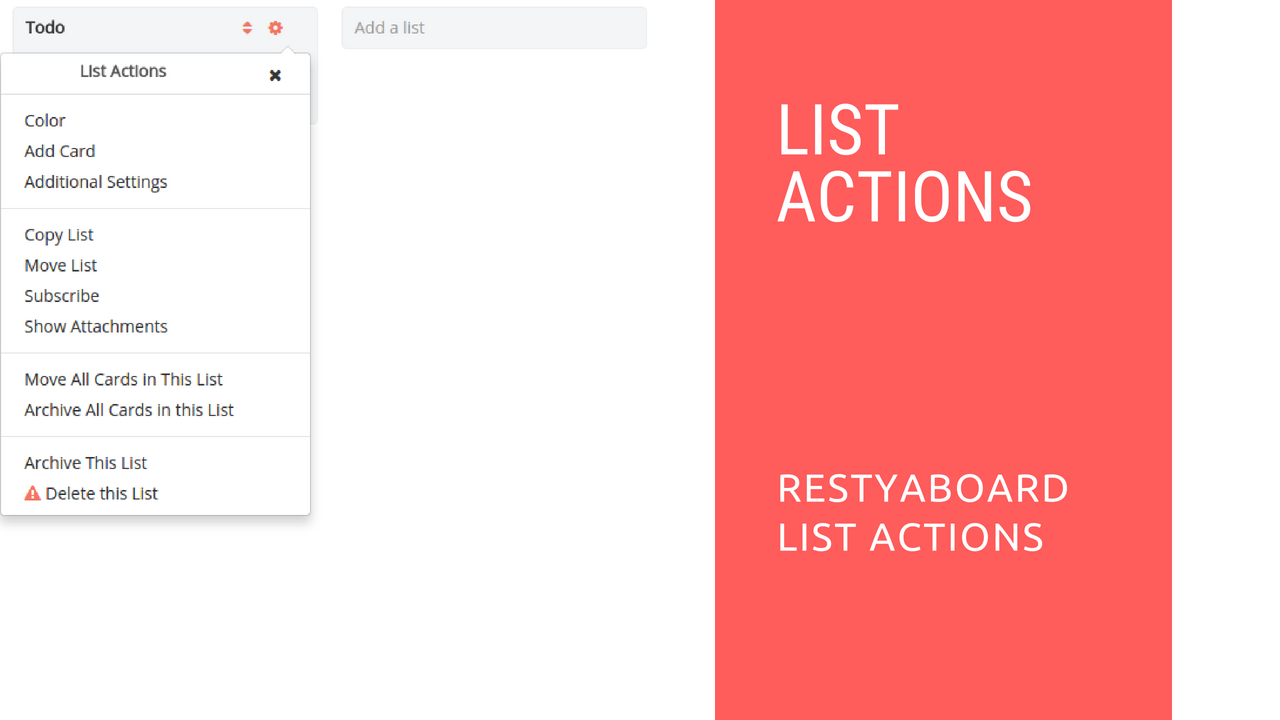 Todo
Add a list
List Actions
Color
Add Card
Additional Settings
Copy List
Move List
Subscribe
Show Attachments
Move All Cards in This List
Archive All Cards in this List
Archive This List
Delete this List
LIST
ACTIONS
RESTYABOARD
LIST ACTIONS